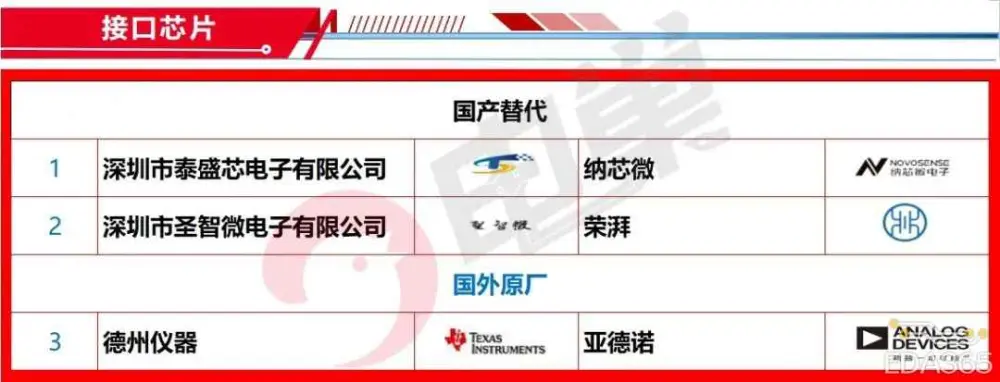 接口芯片
国产替代
1 深圳市泰盛芯电子有限公司 纳芯微 NOVOSENSE 纳芯微电子
2 深圳市圣智微电子有限公司 圣智微 荣湃
国外原厂
3 德州仪器 TEXAS INSTRUMENTS 亚德诺 ANALOG DEVICES
EDA365